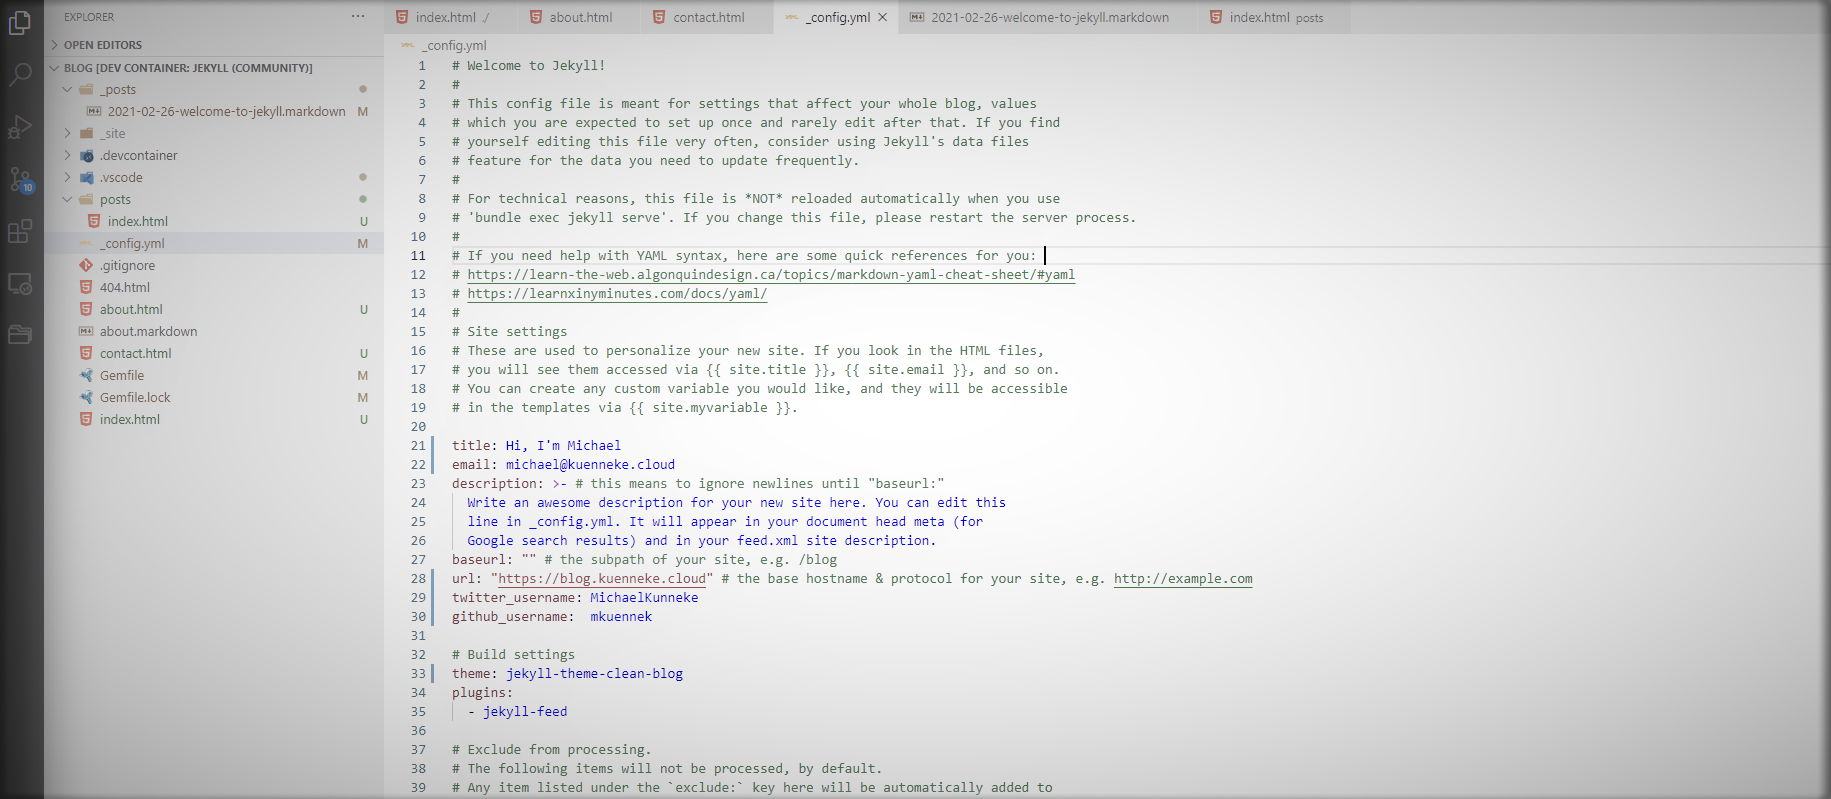 EXPLORER ···
OPEN EDITORS
BLOG [DEV CONTAINER: JEKYLL (COMMUNITY)]
_posts
2021-02-26-welcome-to-jekyll.markdown M
_site
.devcontainer
.vscode
10
posts
index.html U
_config.yml M
.gitignore
404.html
about.html U
about.markdown
contact.html U
Gemfile M
Gemfile.lock M
index.html U
index.html ./ about.html contact.html _config.yml 2021-02-26-welcome-to-jekyll.markdown index.html posts
_config.yml
1 # Welcome to Jekyll!
2 #
3 # This config file is meant for settings that affect your whole blog, values
4 # which you are expected to set up once and rarely edit after that. If you find
5 # yourself editing this file very often, consider using Jekyll's data files
6 # feature for the data you need to update frequently.
7 #
8 # For technical reasons, this file is *NOT* reloaded automatically when you use
9 # 'bundle exec jekyll serve'. If you change this file, please restart the server process.
10 #
11 # If you need help with YAML syntax, here are some quick references for you:
12 # https://learn-the-web.algonquindesign.ca/topics/markdown-yaml-cheat-sheet/#yaml
13 # https://learnxinyminutes.com/docs/yaml/
14 #
15 # Site settings
16 # These are used to personalize your new site. If you look in the HTML files,
17 # you will see them accessed via {{ site.title }}, {{ site.email }}, and so on.
18 # You can create any custom variable you would like, and they will be accessible
19 # in the templates via {{ site.myvariable }}.
20
21 title: Hi, I'm Michael
22 email: michael@kuenneke.cloud
23 description: >- # this means to ignore newlines until "baseurl:"
24 Write an awesome description for your new site here. You can edit this
25 line in _config.yml. It will appear in your document head meta (for
26 Google search results) and in your feed.xml site description.
27 baseurl: "" # the subpath of your site, e.g. /blog
28 url: "https://blog.kuenneke.cloud" # the base hostname & protocol for your site, e.g. http://example.com
29 twitter_username: MichaelKunneke
30 github_username:  mkuennek
31
32 # Build settings
33 theme: jekyll-theme-clean-blog
34 plugins:
35 - jekyll-feed
36
37 # Exclude from processing.
38 # The following items will not be processed, by default.
39 # Any item listed under the `exclude:` key here will be automatically added to